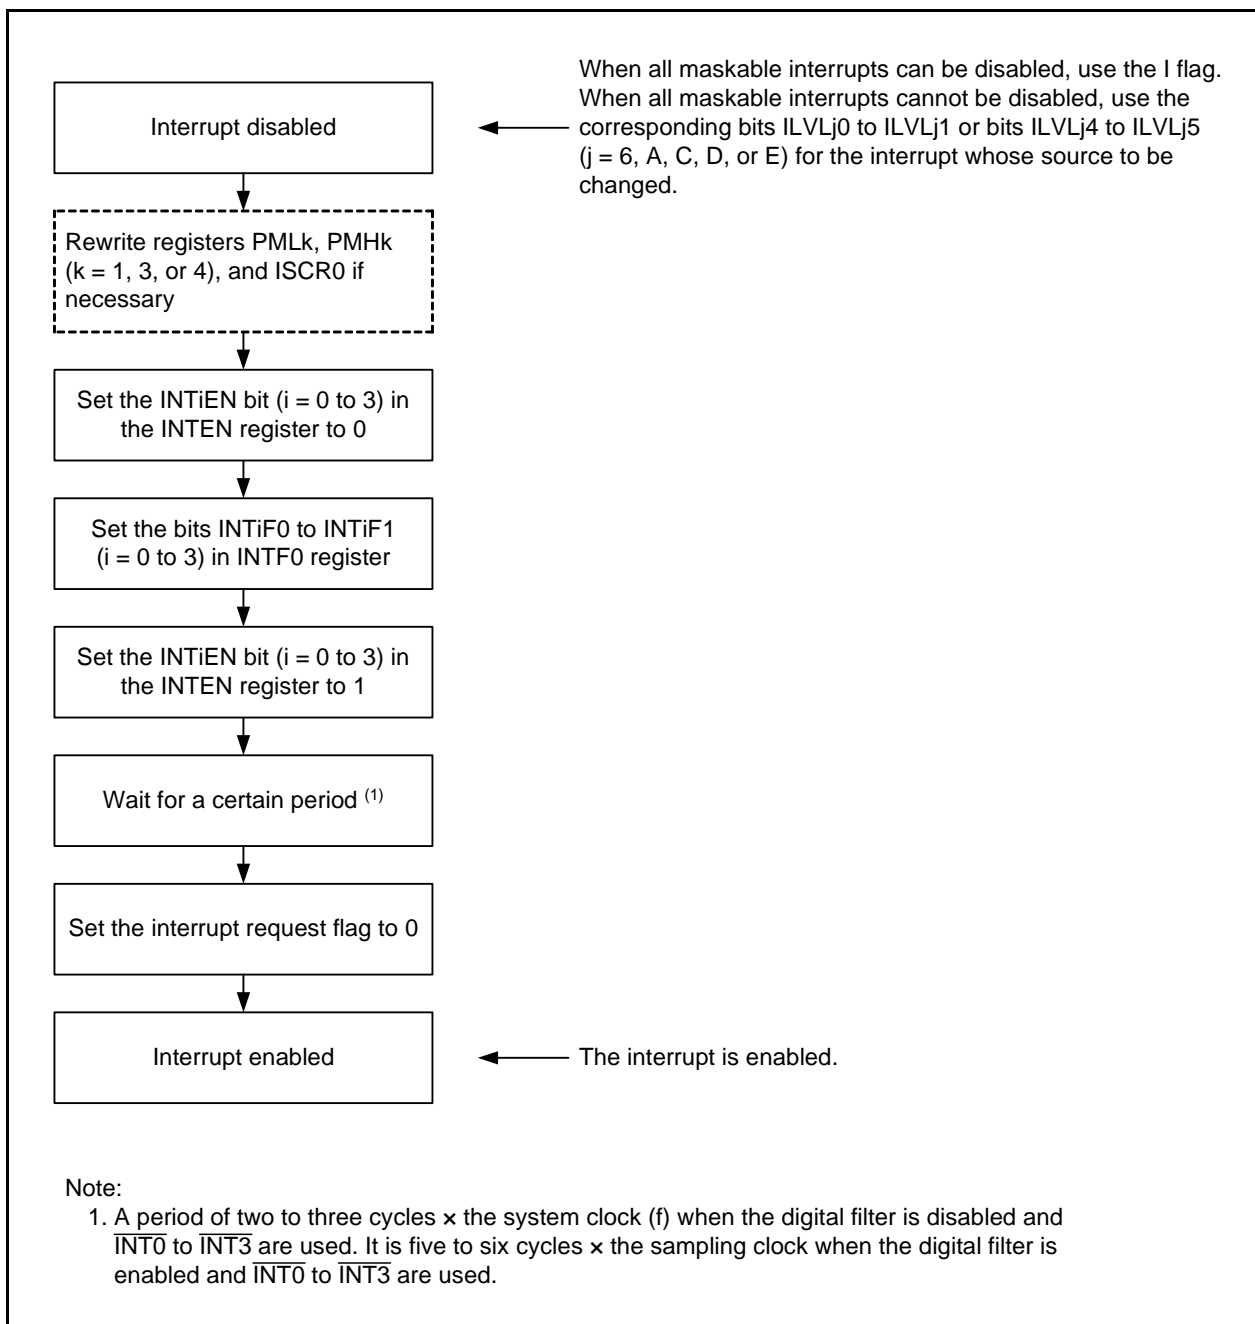 When all maskable interrupts can be disabled, use the I flag.
When all maskable interrupts cannot be disabled, use the
corresponding bits ILVLj0 to ILVLj1 or bits ILVLj4 to ILVLj5
(j = 6, A, C, D, or E) for the interrupt whose source to be
changed.
Interrupt disabled
Rewrite registers PMLk, PMHk
(k = 1, 3, or 4), and ISCR0 if
necessary
Set the INTiEN bit (i = 0 to 3) in
the INTEN register to 0
Set the bits INTiF0 to INTiF1
(i = 0 to 3) in INTF0 register
Set the INTiEN bit (i = 0 to 3) in
the INTEN register to 1
Wait for a certain period (1)
Set the interrupt request flag to 0
Interrupt enabled
The interrupt is enabled.
Note:
1. A period of two to three cycles × the system clock (f) when the digital filter is disabled and
INT0 to INT3 are used. It is five to six cycles × the sampling clock when the digital filter is
enabled and INT0 to INT3 are used.